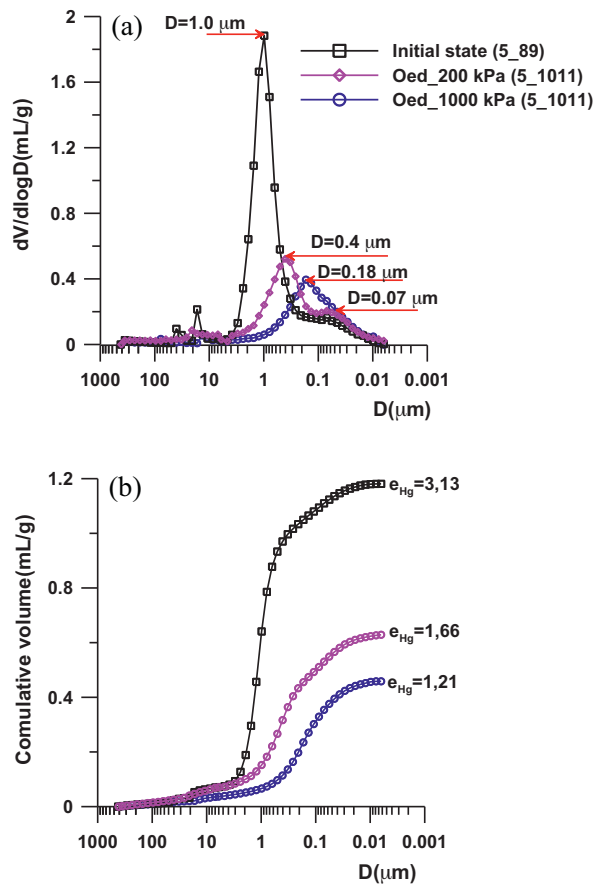 (a)
D=1.0 μm
Initial state (5_89)
Oed_200 kPa (5_1011)
Oed_1000 kPa (5_1011)
D=0.4 μm
D=0.18 μm
D=0.07 μm
dV/dlogD(mL/g)
2
1.6
1.2
0.8
0.4
0
1000 100 10 1 0.1 0.01 0.001
D(μm)
(b)
e_Hg=3,13
e_Hg=1,66
e_Hg=1,21
Comulative volume(mL/g)
1.2
0.8
0.4
0
1000 100 10 1 0.1 0.01 0.001
D(μm)